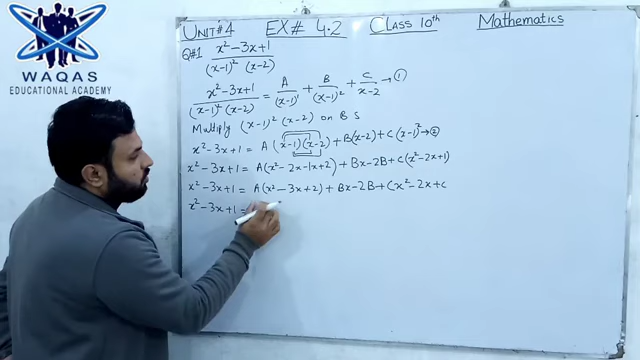 UNIT#4 EX# 4.2 CLASS 10th Mathematics
Q#1 x²-3x+1 / (x-1)² (x-2)
WAQAS
EDUCATIONAL ACADEMY
x²-3x+1 / (x-1)² (x-2) = A/(x-1)¹ + B/(x-1)² + C/x-2 → ①
Multiply (x-1)² (x-2) on B S
x²-3x+1 = A (x-1)(x-2) + B(x-2) + C (x-1)² → ②
x²-3x+1 = A(x²-2x-1x+2) + Bx-2B + C(x²-2x+1)
x²-3x+1 = A(x²-3x+2) + Bx-2B + Cx²-2x+c
x²-3x+1 =